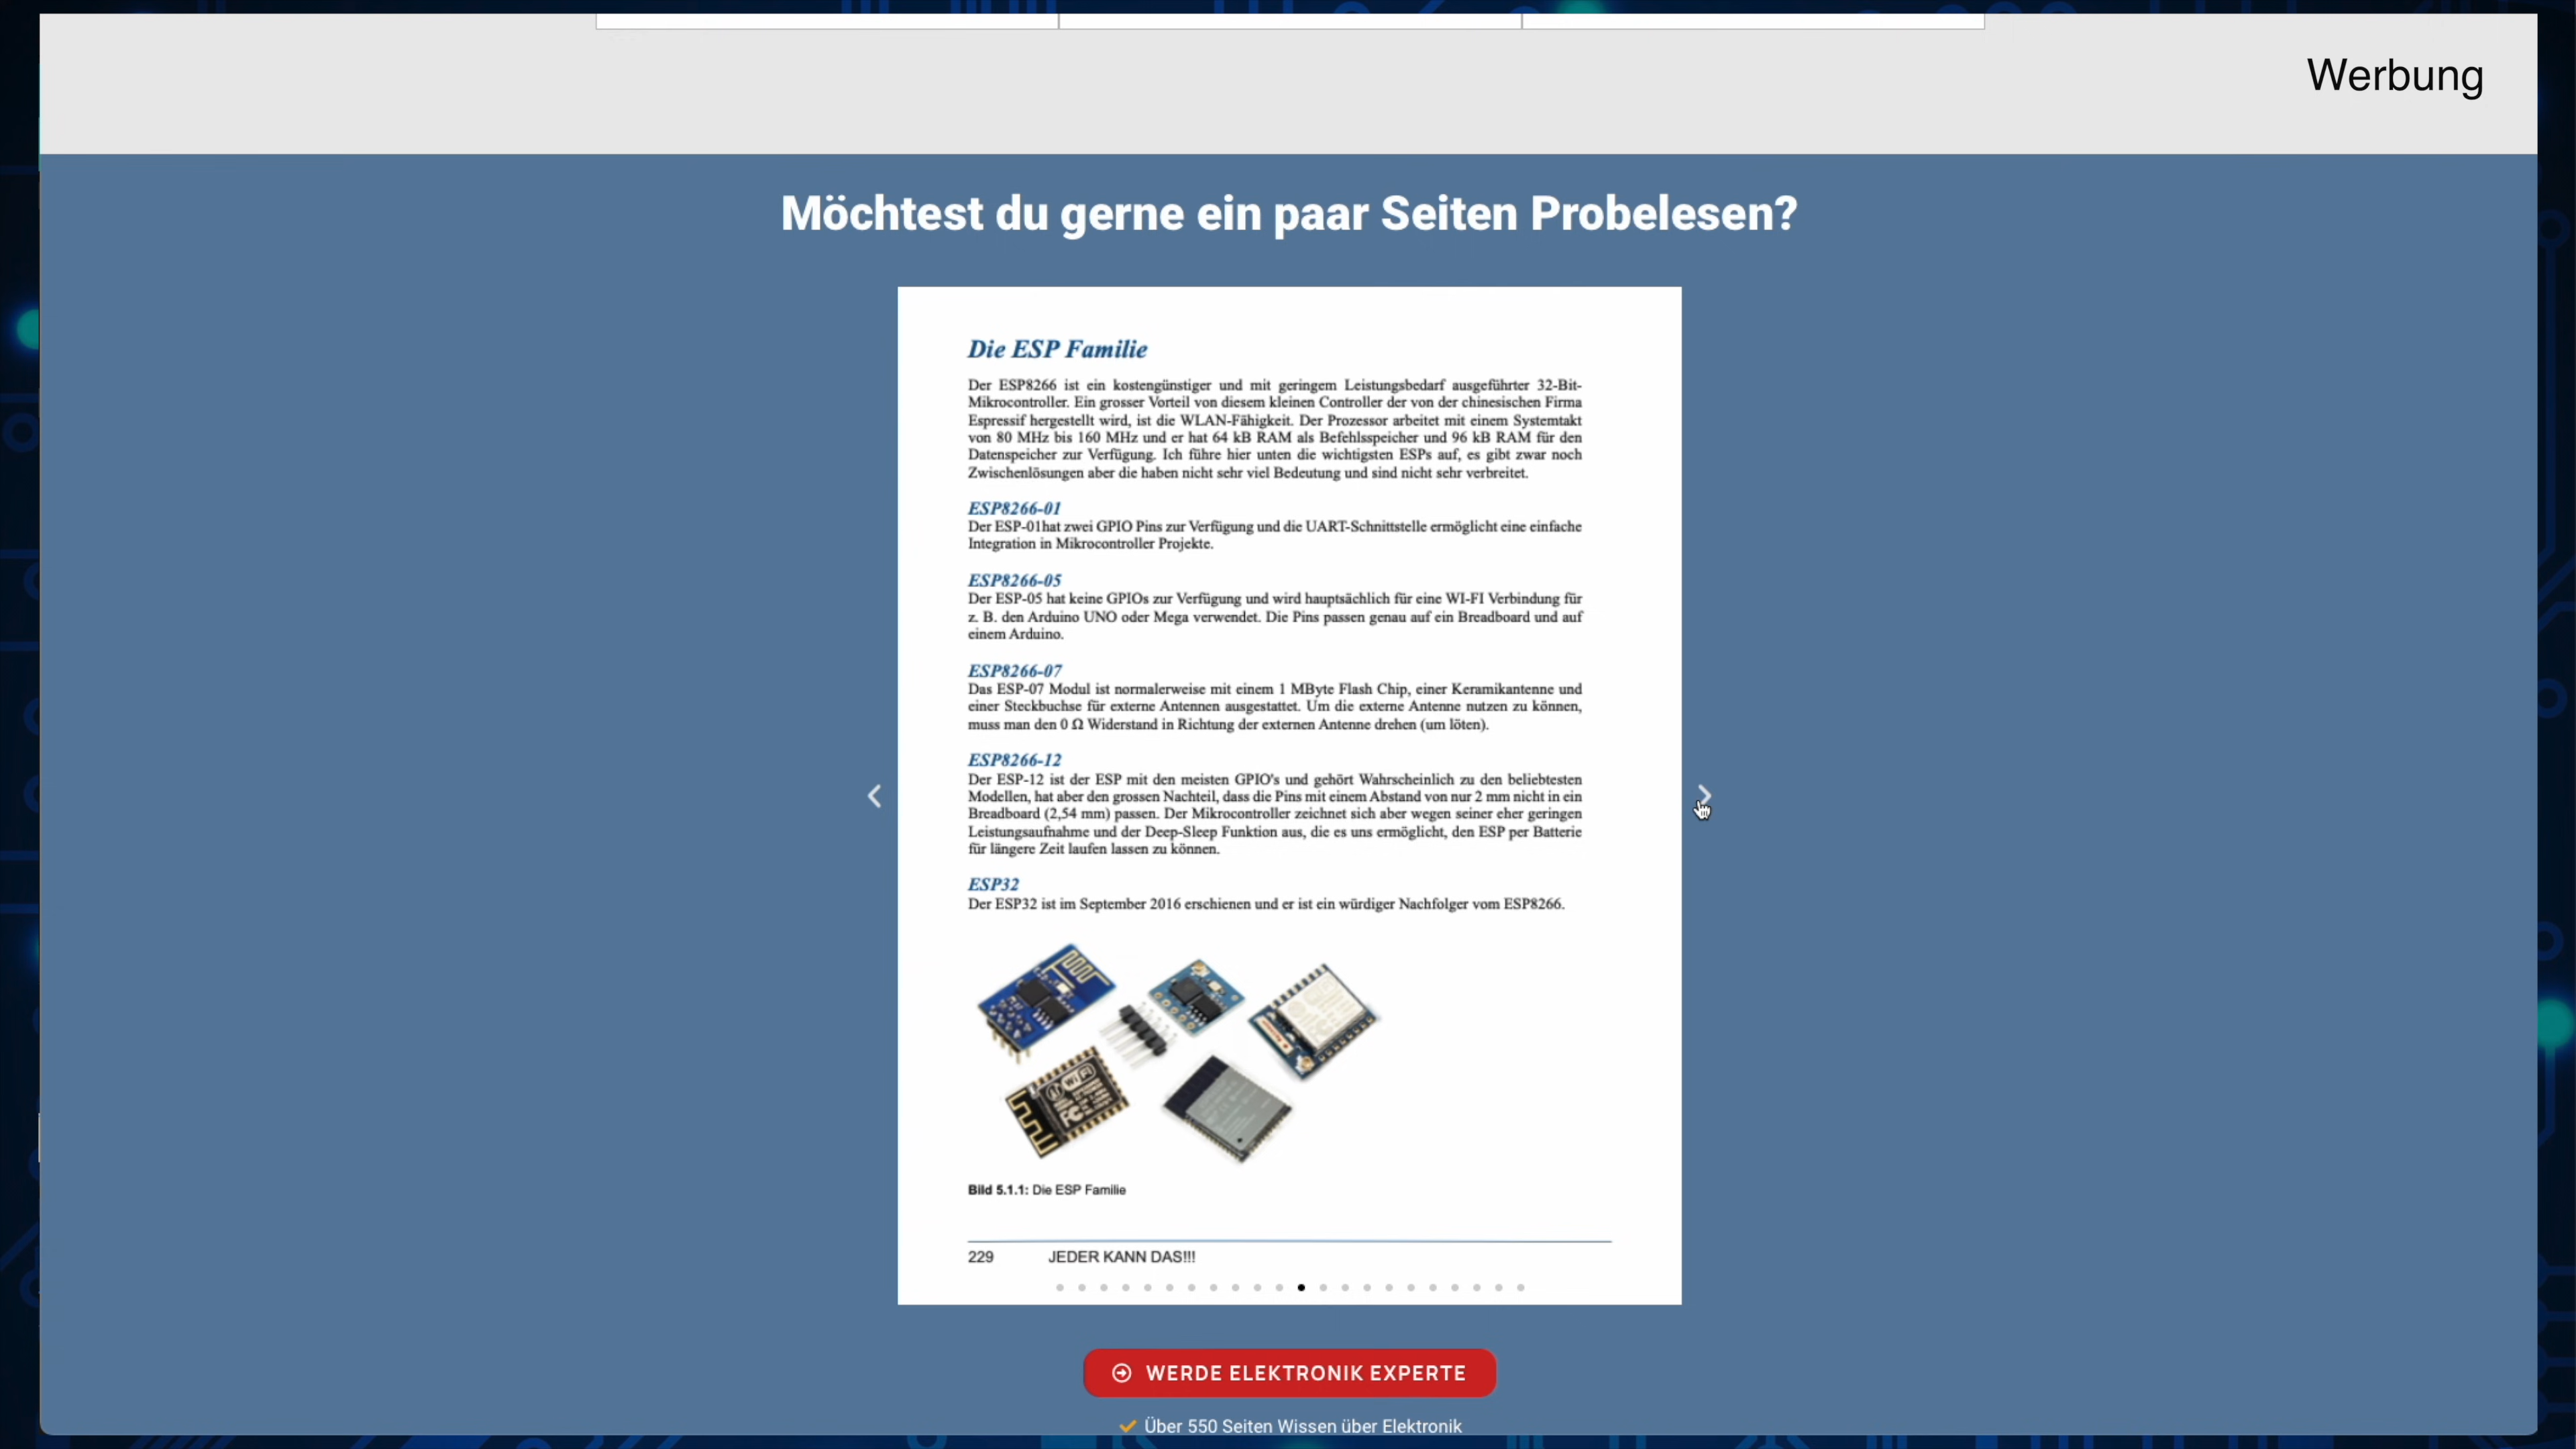 Werbung
Möchtest du gerne ein paar Seiten Probelesen?
Die ESP Familie
Der ESP8266 ist ein kostengünstiger und mit geringem Leistungsbedarf ausgeführter 32-Bit-
Mikrocontroller. Ein grosser Vorteil von diesem kleinen Controller der von der chinesischen Firma
Espressif hergestellt wird, ist die WLAN-Fähigkeit. Der Prozessor arbeitet mit einem Systemtakt
von 80 MHz bis 160 MHz und er hat 64 kB RAM als Befehlsspeicher und 96 kB RAM für den
Datenspeicher zur Verfügung. Ich führe hier unten die wichtigsten ESPs auf, es gibt zwar noch
Zwischenlösungen aber die haben nicht sehr viel Bedeutung und sind nicht sehr verbreitet.
ESP8266-01
Der ESP-01hat zwei GPIO Pins zur Verfügung und die UART-Schnittstelle ermöglicht eine einfache
Integration in Mikrocontroller Projekte.
ESP8266-05
Der ESP-05 hat keine GPIOs zur Verfügung und wird hauptsächlich für eine WI-FI Verbindung für
z. B. den Arduino UNO oder Mega verwendet. Die Pins passen genau auf ein Breadboard und auf
einem Arduino.
ESP8266-07
Das ESP-07 Modul ist normalerweise mit einem 1 MByte Flash Chip, einer Keramikantenne und
einer Steckbuchse für externe Antennen ausgestattet. Um die externe Antenne nutzen zu können,
muss man den 0 Ω Widerstand in Richtung der externen Antenne drehen (um löten).
ESP8266-12
Der ESP-12 ist der ESP mit den meisten GPIO's und gehört Wahrscheinlich zu den beliebtesten
Modellen, hat aber den grossen Nachteil, dass die Pins mit einem Abstand von nur 2 mm nicht in ein
Breadboard (2,54 mm) passen. Der Mikrocontroller zeichnet sich aber wegen seiner eher geringen
Leistungsaufnahme und der Deep-Sleep Funktion aus, die es uns ermöglicht, den ESP per Batterie
für längere Zeit laufen lassen zu können.
ESP32
Der ESP32 ist im September 2016 erschienen und er ist ein würdiger Nachfolger vom ESP8266.
Wi Fi
FC
Bild 5.1.1: Die ESP Familie
229 JEDER KANN DAS!!!
WERDE ELEKTRONIK EXPERTE
Über 550 Seiten Wissen über Elektronik